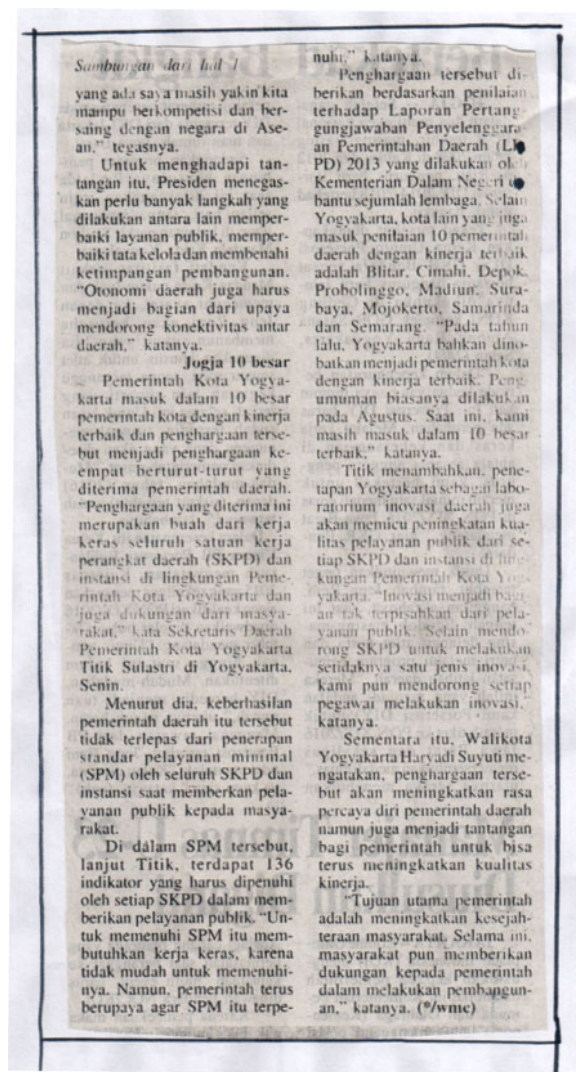 Sambungan dari hal 1
yang ada saya masih yakin kita
mampu berkompetisi dan ber-
saing dengan negara di Ase-
an," tegasnya.
Untuk menghadapi tan-
tangan itu, Presiden menegas-
kan perlu banyak langkah yang
dilakukan antara lain memper-
baiki layanan publik, memper-
baiki tata kelola dan membenahi
ketimpangan pembangunan.
"Otonomi daerah juga harus
menjadi bagian dari upaya
mendorong konektivitas antar
daerah," katanya.
Jogja 10 besar
Pemerintah Kota Yogya-
karta masuk dalam 10 besar
pemerintah kota dengan kinerja
terbaik dan penghargaan terse-
but menjadi penghargaan ke-
empat berturut-turut yang
diterima pemerintah daerah.
"Penghargaan yang diterima ini
merupakan buah dari kerja
keras seluruh satuan kerja
perangkat daerah (SKPD) dan
instansi di lingkungan Peme-
rintah Kota Yogyakarta dan
juga dukungan dari masya-
rakat," kata Sekretaris Daerah
Pemerintah Kota Yogyakarta
Titik Sulastri di Yogyakarta,
Senin.
Menurut dia, keberhasilan
pemerintah daerah itu tersebut
tidak terlepas dari penerapan
standar pelayanan minimal
(SPM) oleh seluruh SKPD dan
instansi saat memberkan pela-
yanan publik kepada masya-
rakat.
Di dalam SPM tersebut,
lanjut Titik, terdapat 136
indikator yang harus dipenuhi
oleh setiap SKPD dalam mem-
berikan pelayanan publik. "Un-
tuk memenuhi SPM itu mem-
butuhkan kerja keras, karena
tidak mudah untuk memenuhi-
nya. Namun, pemerintah terus
berupaya agar SPM itu terpe-
nuhi," katanya.
Penghargaan tersebut di-
berikan berdasarkan penilaian
terhadap Laporan Pertang-
gungjawaban Penyelenggara-
an Pemerintahan Daerah
PD) 2013 yang dilakukan oleh
Kementerian Dalam Negeri
bantu sejumlah lembaga. Selain
Yogyakarta, kota lain yang juga
masuk penilaian 10 pemerintah
daerah dengan kinerja terbaik
adalah Blitar, Cimahi, Depok,
Probolinggo, Madiun, Sura-
baya, Mojokerto, Samarinda
dan Semarang. "Pada tahun
lalu, Yogyakarta bahkan dino-
batkan menjadi pemerintah kota
dengan kinerja terbaik. Peng
umuman biasanya dilakukan
pada Agustus. Saat ini, kami
masih masuk dalam 10 besar
terbaik," katanya.
Titik menambahkan, pene-
tapan Yogyakarta sebagai labo-
ratorium inovasi daerah juga
akan memicu peningkatan kua-
litas pelayanan publik dari se-
tiap SKPD dan instansi di ling-
kungan Pemerintah Kota Yog-
yakarta. "Inovasi menjadi bagi-
an tak terpisahkan dari pela-
yanan publik. Selain mendo-
rong SKPD untuk melakukan
setidaknya satu jenis inovasi,
kami pun mendorong setiap
pegawai melakukan inovasi,"
katanya.
Sementara itu, Walikota
Yogyakarta Haryadi Suyuti me-
ngatakan, penghargaan terse-
but akan meningkatkan rasa
percaya diri pemerintah daerah
namun juga menjadi tantangan
bagi pemerintah untuk bisa
terus meningkatkan kualitas
kinerja.
"Tujuan utama pemerintah
adalah meningkatkan kesejah-
teraan masyarakat. Selama ini,
masyarakat pun memberikan
dukungan kepada pemerintah
dalam melakukan pembangun-
an," katanya. (*/wmc)